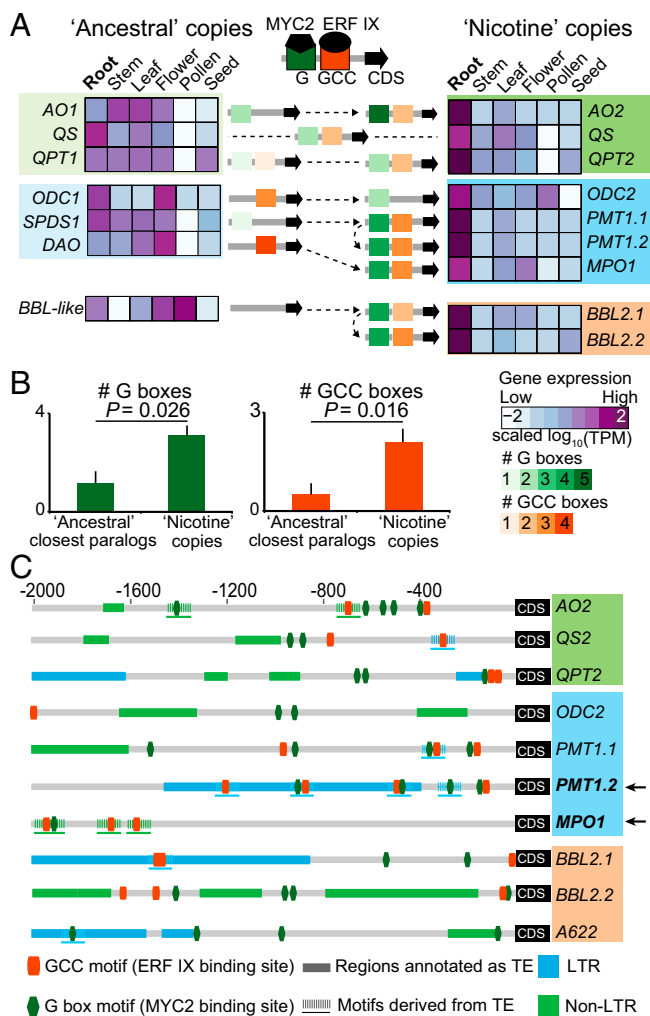 A
'Ancestral' copies
MYC2 ERF IX
'Nicotine' copies
G GCC CDS
Root Stem Leaf Flower Pollen Seed
Root Stem Leaf Flower Pollen Seed
AO1
QS
QPT1
ODC1
SPDS1
DAO
BBL-like
AO2
QS
QPT2
ODC2
PMT1.1
PMT1.2
MPO1
BBL2.1
BBL2.2
B
# G boxes
P = 0.026
4
0
'Ancestral' closest paralogs
'Nicotine' copies
# GCC boxes
P = 0.016
3
0
'Ancestral' closest paralogs
'Nicotine' copies
Gene expression
Low High
−2 2
scaled log10(TPM)
# G boxes
1 2 3 4 5
# GCC boxes
1 2 3 4
C
-2000 -1600 -1200 -800 -400
CDS AO2
CDS QS2
CDS QPT2
CDS ODC2
CDS PMT1.1
CDS PMT1.2
CDS MPO1
CDS BBL2.1
CDS BBL2.2
CDS A622
GCC motif (ERF IX binding site) Regions annotated as TE LTR
G box motif (MYC2 binding site) Motifs derived from TE Non-LTR